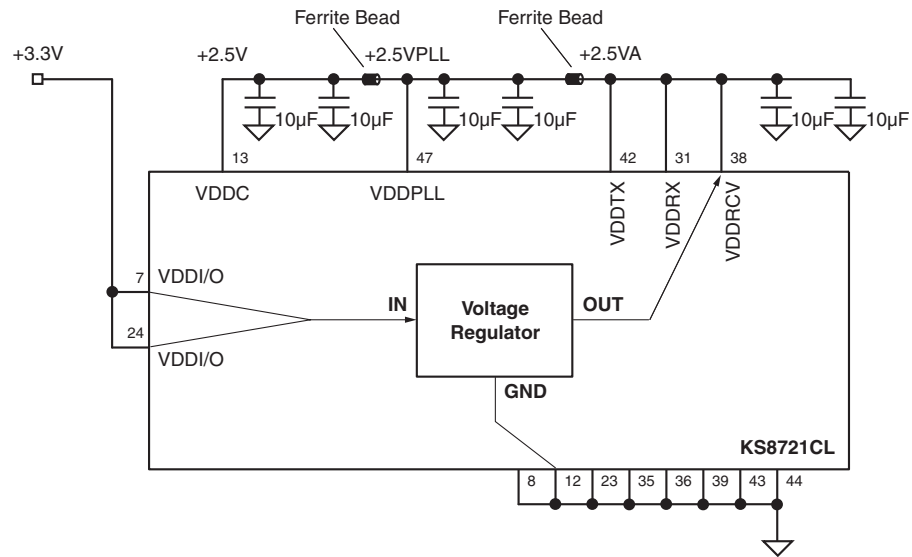 Ferrite Bead Ferrite Bead
+3.3V +2.5V +2.5VPLL +2.5VA
10µF 10µF 10µF 10µF 10µF 10µF
13 47 42 31 38
VDDC VDDPLL VDDTX VDDRX VDDRCV
7 VDDI/O
IN Voltage Regulator OUT
24
VDDI/O
GND
KS8721CL
8 12 23 35 36 39 43 44